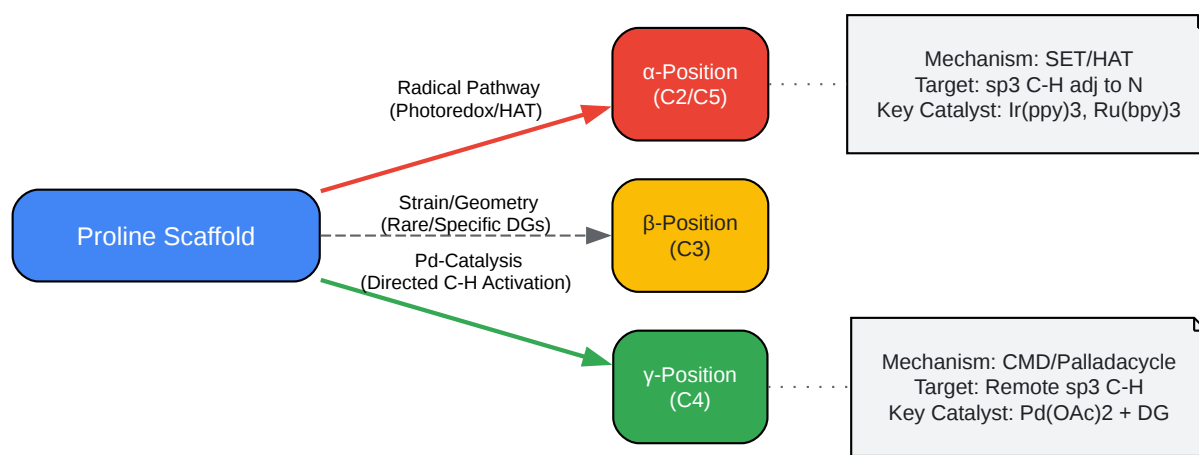 Proline Scaffold
Radical Pathway
(Photoredox/HAT)
Strain/Geometry
(Rare/Specific DGs)
Pd-Catalysis
(Directed C-H Activation)
α-Position
(C2/C5)
β-Position
(C3)
γ-Position
(C4)
Mechanism: SET/HAT
Target: sp3 C-H adj to N
Key Catalyst: Ir(ppy)3, Ru(bpy)3
Mechanism: CMD/Palladacycle
Target: Remote sp3 C-H
Key Catalyst: Pd(OAc)2 + DG